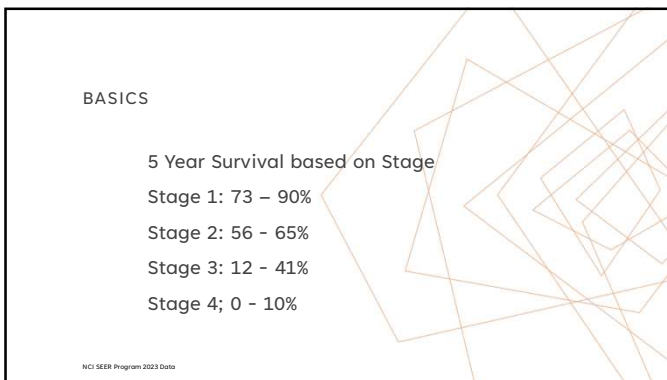 BASICS
5 Year Survival based on Stage
Stage 1: 73 – 90%
Stage 2: 56 - 65%
Stage 3: 12 - 41%
Stage 4; 0 - 10%
NCI SEER Program 2023 Data